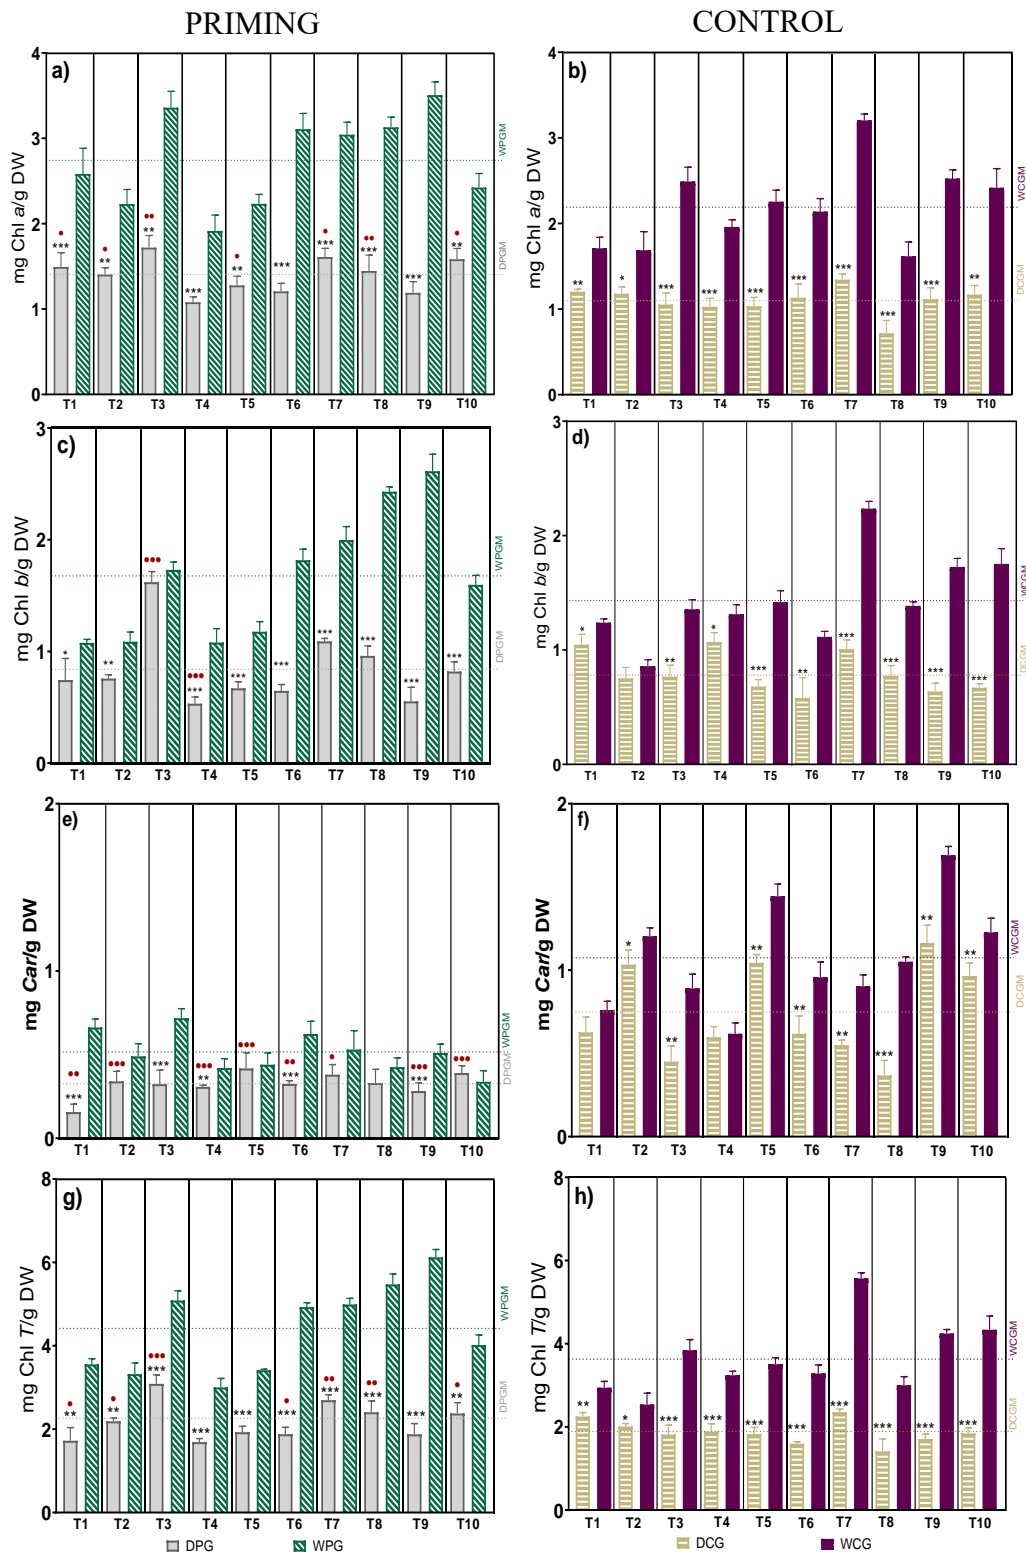 PRIMING CONTROL
a)
mg Chl a/g DW
4
3
2
1
0
WPGM
DPGM
• *** • ** •• ** *** • ** *** • *** •• *** *** • **
T1 T2 T3 T4 T5 T6 T7 T8 T9 T10
b)
mg Chl a/g DW
4
3
2
1
0
WCGM
DCGM
** * *** *** *** *** *** *** *** **
T1 T2 T3 T4 T5 T6 T7 T8 T9 T10
c)
mg Chl b/g DW
3
2
1
0
WPGM
DPGM
* ** ••• ••• *** *** *** *** *** *** ***
T1 T2 T3 T4 T5 T6 T7 T8 T9 T10
d)
mg Chl b/g DW
3
2
1
0
WCGM
DCGM
* ** * *** ** *** *** *** ***
T1 T2 T3 T4 T5 T6 T7 T8 T9 T10
e)
mg Car/g DW
2
1
0
WPGM
DPGM
•• *** ••• *** ••• ** ••• •• *** • ••• *** •••
T1 T2 T3 T4 T5 T6 T7 T8 T9 T10
f)
mg Car/g DW
2
1
0
WCGM
DCGM
* ** ** ** ** *** ** **
T1 T2 T3 T4 T5 T6 T7 T8 T9 T10
g)
mg Chl T/g DW
8
6
4
2
0
WPGM
DPGM
• ** • ** ••• *** *** *** • *** •• *** •• *** *** • **
T1 T2 T3 T4 T5 T6 T7 T8 T9 T10
h)
mg Chl T/g DW
8
6
4
2
0
WCGM
DCGM
** * *** *** *** *** *** *** *** ***
T1 T2 T3 T4 T5 T6 T7 T8 T9 T10
DPG WPG DCG WCG